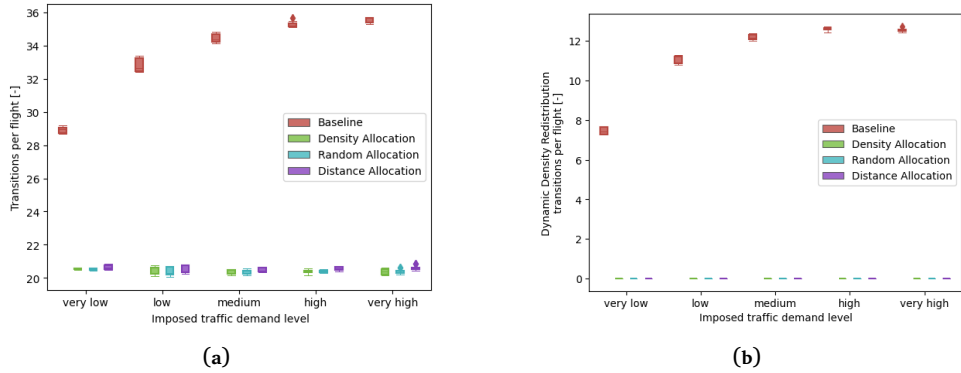 36
34
32
30
28
26
24
22
20
Transitions per flight [-]
Baseline
Density Allocation
Random Allocation
Distance Allocation
very low low medium high very high
Imposed traffic demand level
(a)
12
10
8
6
4
2
0
Dynamic Density Redistribution
transitions per flight [-]
Baseline
Density Allocation
Random Allocation
Distance Allocation
very low low medium high very high
Imposed traffic demand level
(b)